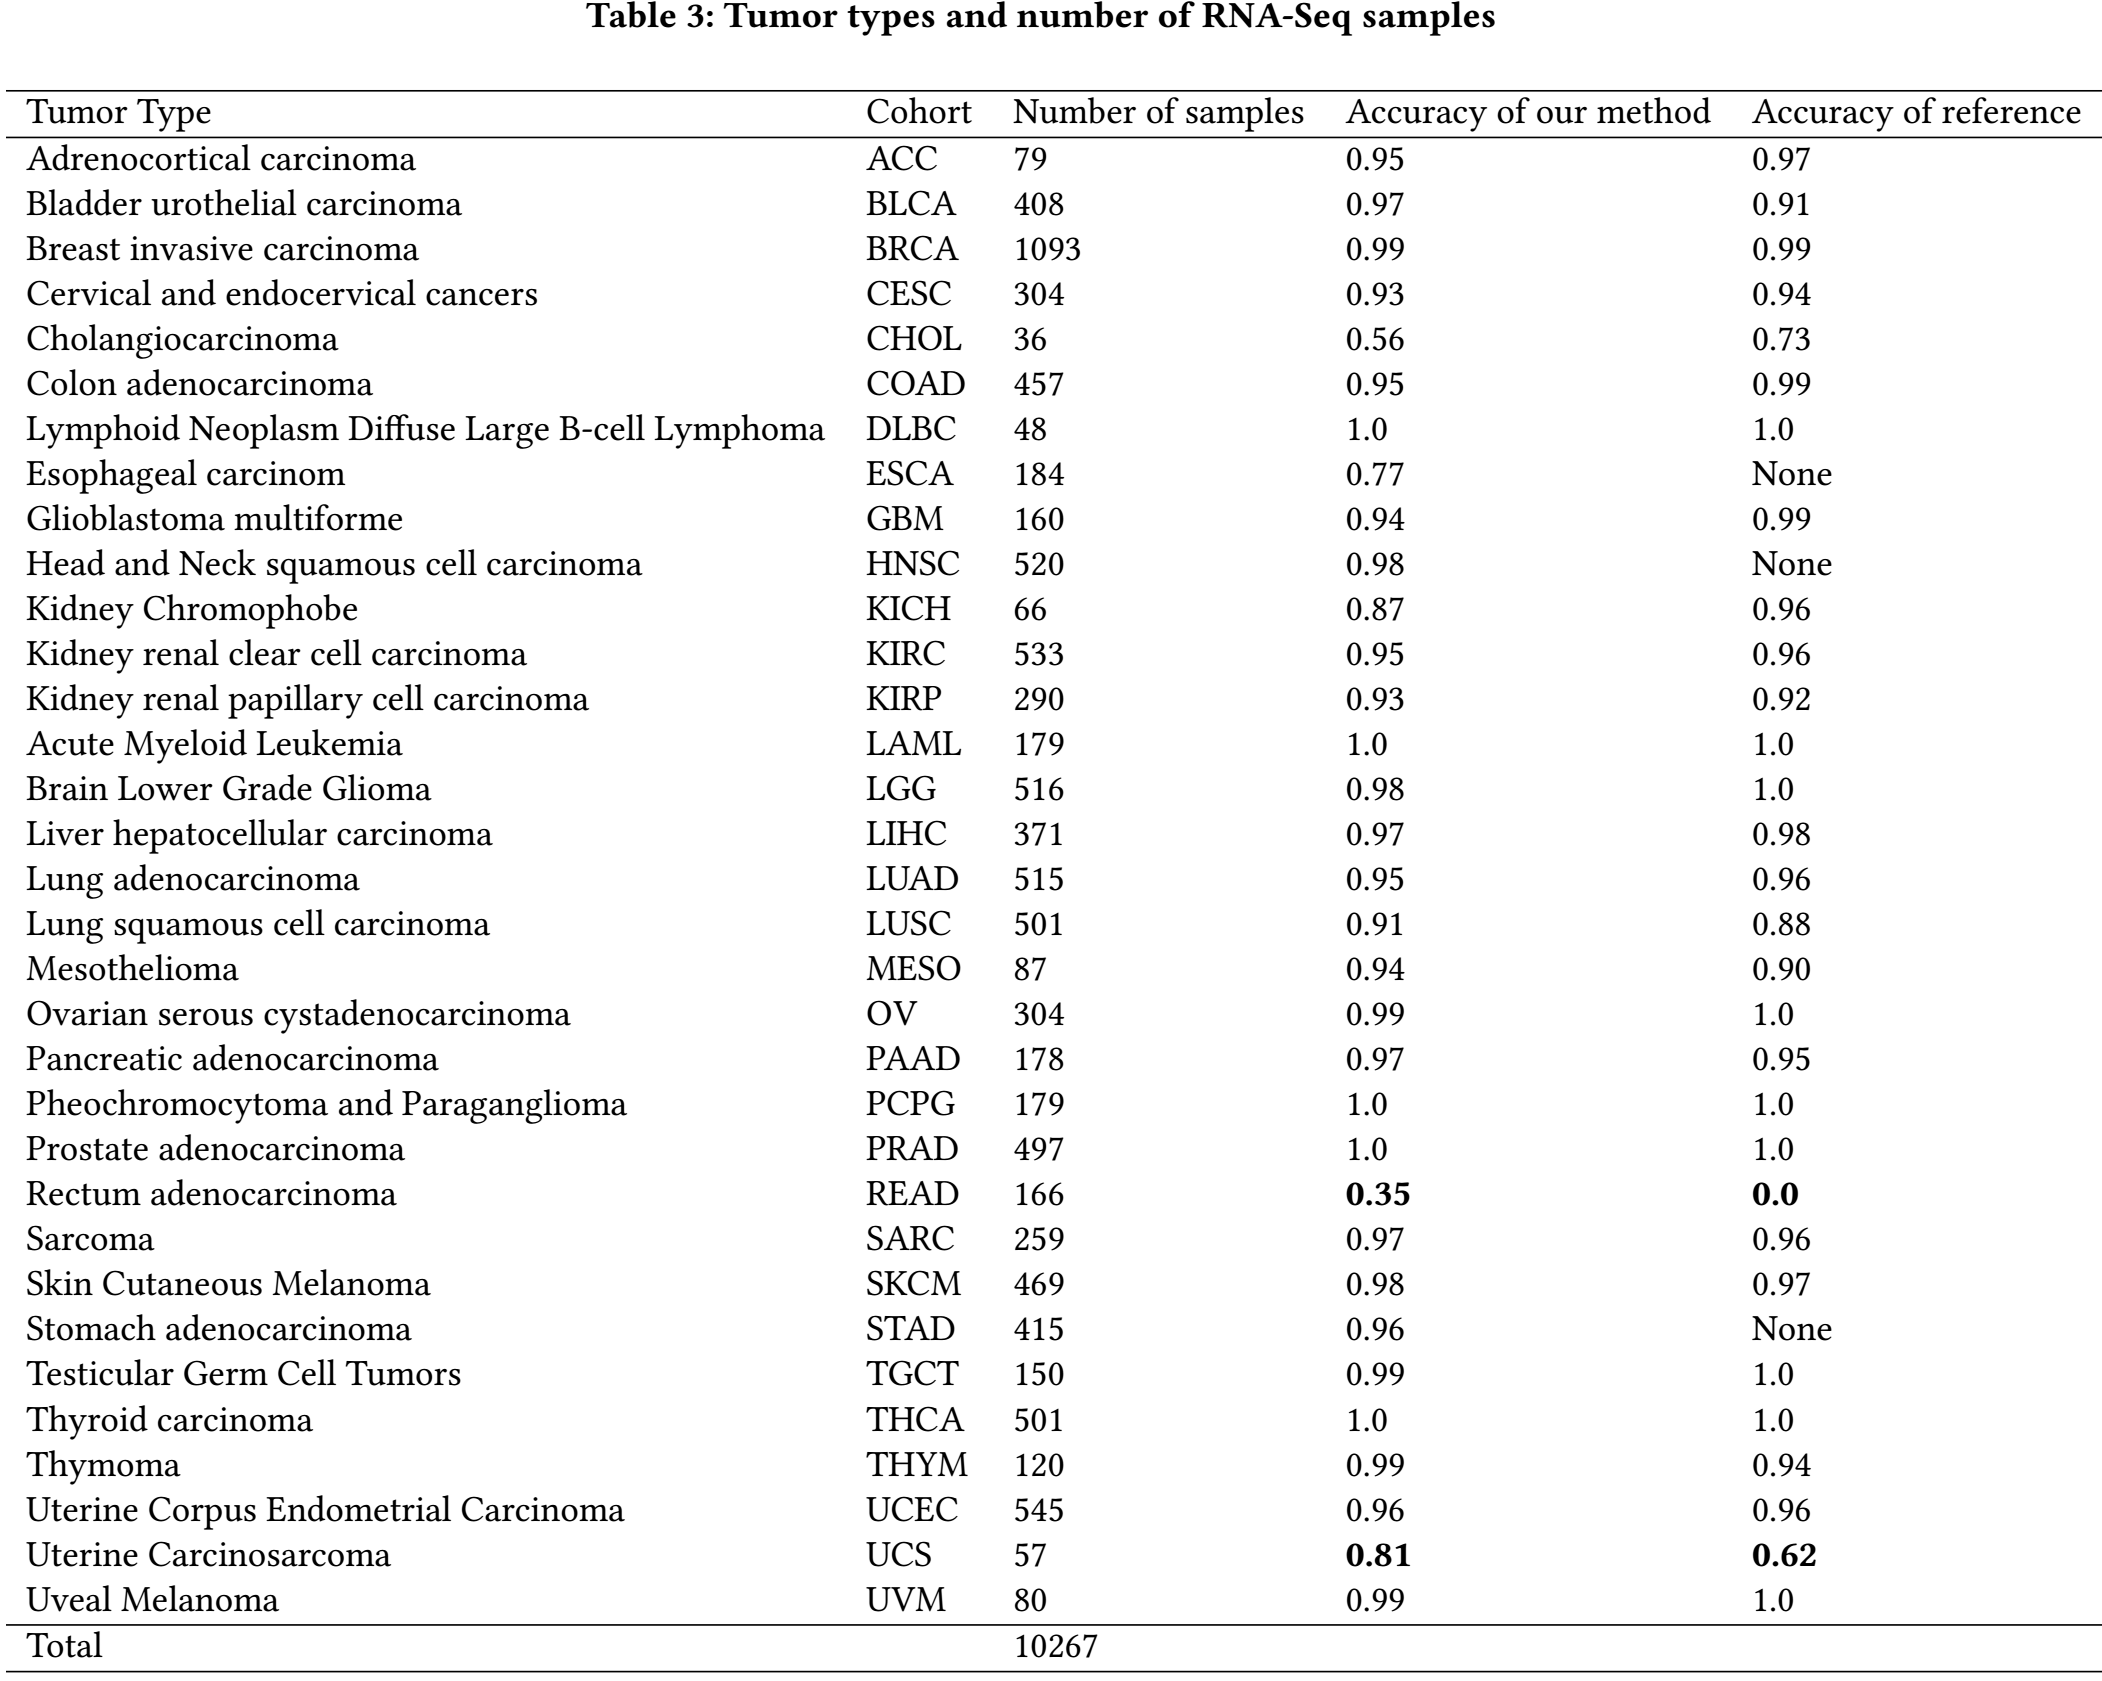 Table 3: Tumor types and number of RNA-Seq samples
Tumor Type Cohort Number of samples Accuracy of our method Accuracy of reference
Adrenocortical carcinoma ACC 79 0.95 0.97
Bladder urothelial carcinoma BLCA 408 0.97 0.91
Breast invasive carcinoma BRCA 1093 0.99 0.99
Cervical and endocervical cancers CESC 304 0.93 0.94
Cholangiocarcinoma CHOL 36 0.56 0.73
Colon adenocarcinoma COAD 457 0.95 0.99
Lymphoid Neoplasm Diffuse Large B-cell Lymphoma DLBC 48 1.0 1.0
Esophageal carcinom ESCA 184 0.77 None
Glioblastoma multiforme GBM 160 0.94 0.99
Head and Neck squamous cell carcinoma HNSC 520 0.98 None
Kidney Chromophobe KICH 66 0.87 0.96
Kidney renal clear cell carcinoma KIRC 533 0.95 0.96
Kidney renal papillary cell carcinoma KIRP 290 0.93 0.92
Acute Myeloid Leukemia LAML 179 1.0 1.0
Brain Lower Grade Glioma LGG 516 0.98 1.0
Liver hepatocellular carcinoma LIHC 371 0.97 0.98
Lung adenocarcinoma LUAD 515 0.95 0.96
Lung squamous cell carcinoma LUSC 501 0.91 0.88
Mesothelioma MESO 87 0.94 0.90
Ovarian serous cystadenocarcinoma OV 304 0.99 1.0
Pancreatic adenocarcinoma PAAD 178 0.97 0.95
Pheochromocytoma and Paraganglioma PCPG 179 1.0 1.0
Prostate adenocarcinoma PRAD 497 1.0 1.0
Rectum adenocarcinoma READ 166 0.35 0.0
Sarcoma SARC 259 0.97 0.96
Skin Cutaneous Melanoma SKCM 469 0.98 0.97
Stomach adenocarcinoma STAD 415 0.96 None
Testicular Germ Cell Tumors TGCT 150 0.99 1.0
Thyroid carcinoma THCA 501 1.0 1.0
Thymoma THYM 120 0.99 0.94
Uterine Corpus Endometrial Carcinoma UCEC 545 0.96 0.96
Uterine Carcinosarcoma UCS 57 0.81 0.62
Uveal Melanoma UVM 80 0.99 1.0
Total 10267